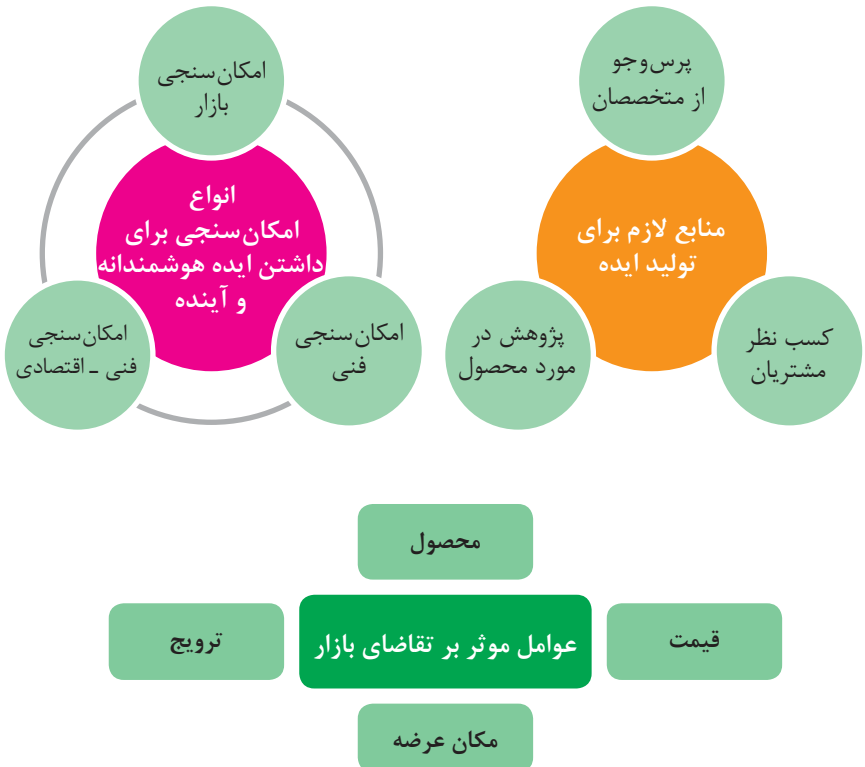 پرس‌وجو
از متخصصان
منابع لازم برای
تولید ایده
کسب نظر
مشتریان
پژوهش در
مورد محصول
امکان‌سنجی
بازار
انواع
امکان‌سنجی برای
داشتن ایده هوشمندانه
و آینده
امکان‌سنجی
فنی
امکان‌سنجی
فنی ـ اقتصادی
محصول
قیمت
عوامل موثر بر تقاضای بازار
ترویج
مکان عرضه